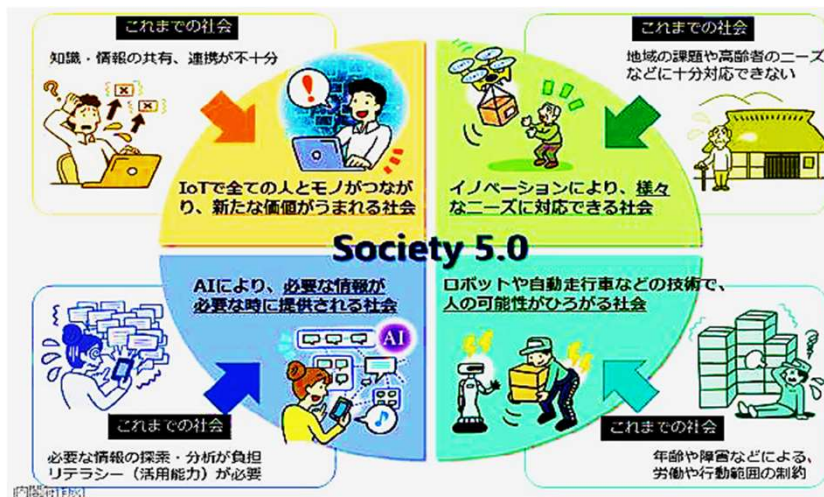 これまでの社会
知識・情報の共有、連携が不十分
IoTで全ての人とモノがつなが
り、新たな価値がうまれる社会
これまでの社会
地域の課題や高齢者のニーズ
などに十分対応できない
イノベーションにより、様々
なニーズに対応できる社会
Society 5.0
AIにより、必要な情報が
必要な時に提供される社会
AI
これまでの社会
必要な情報の探索・分析が負担
リテラシー（活用能力）が必要
ロボットや自動走行車などの技術で、
人の可能性がひろがる社会
これまでの社会
年齢や障害などによる、
労働や行動範囲の制約
内閣府作成